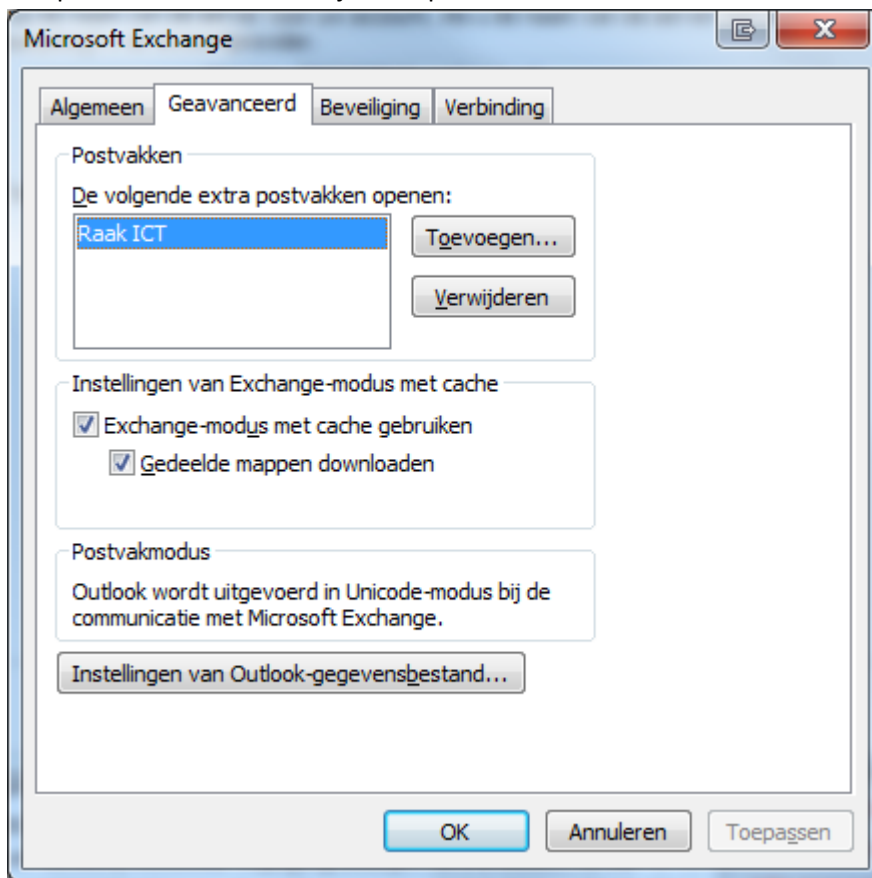 Microsoft Exchange
Algemeen Geavanceerd Beveiliging Verbinding
Postvakken
De volgende extra postvakken openen:
Raak ICT
Toevoegen...
Verwijderen
Instellingen van Exchange-modus met cache
Exchange-modus met cache gebruiken
Gedeelde mappen downloaden
Postvakmodus
Outlook wordt uitgevoerd in Unicode-modus bij de
communicatie met Microsoft Exchange.
Instellingen van Outlook-gegevensbestand...
OK Annuleren Toepassen